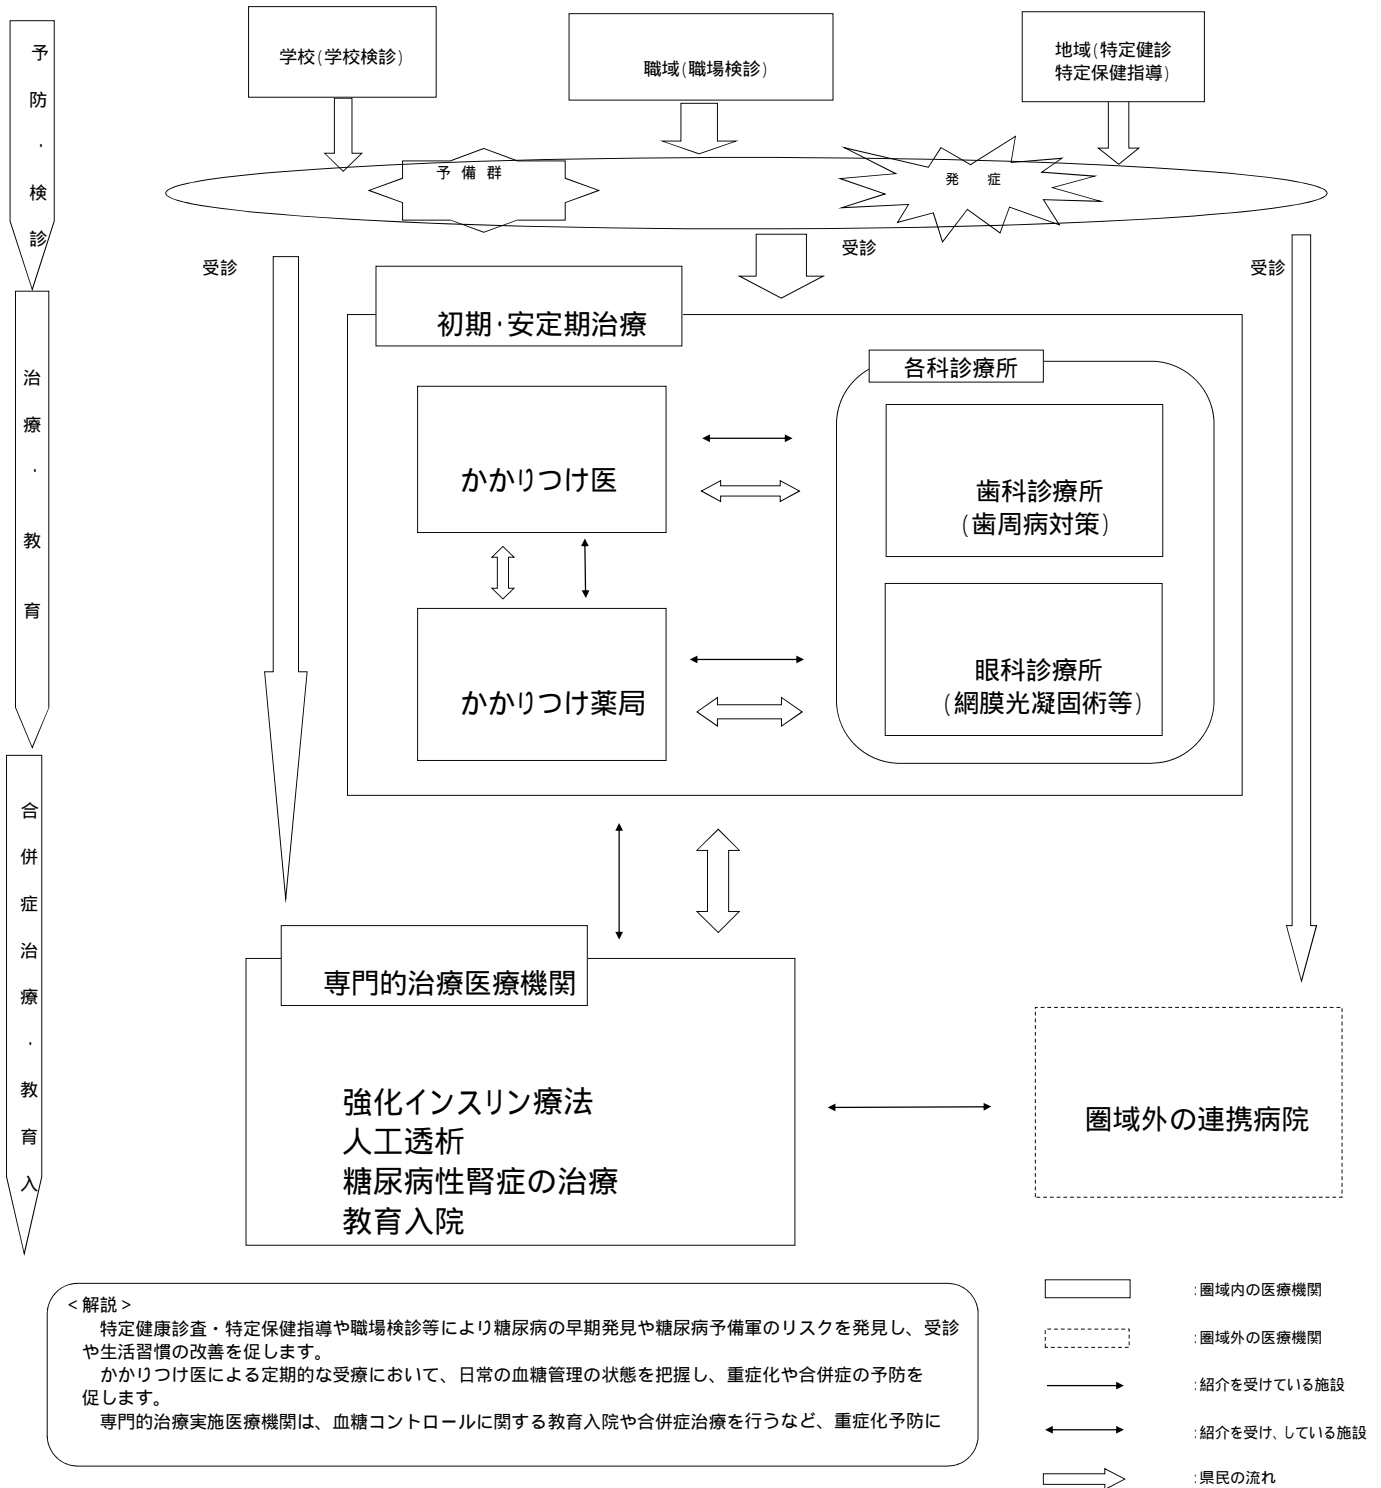 予防・検診
学校(学校検診)
職域(職場検診)
地域(特定健診
特定保健指導)
予 備 群
発 症
受診
受診
受診
治療・教育
初期・安定期治療
各科診療所
かかりつけ医
歯科診療所
(歯周病対策)
かかりつけ薬局
眼科診療所
(網膜光凝固術等)
合併症治療・教育入
専門的治療医療機関
強化インスリン療法
人工透析
糖尿病性腎症の治療
教育入院
圏域外の連携病院
<解説>
特定健康診査・特定保健指導や職場検診等により糖尿病の早期発見や糖尿病予備軍のリスクを発見し、受診
や生活習慣の改善を促します。
かかりつけ医による定期的な受療において、日常の血糖管理の状態を把握し、重症化や合併症の予防を
促します。
専門的治療実施医療機関は、血糖コントロールに関する教育入院や合併症治療を行うなど、重症化予防に
:圏域内の医療機関
:圏域外の医療機関
:紹介を受けている施設
:紹介を受け、している施設
:県民の流れ